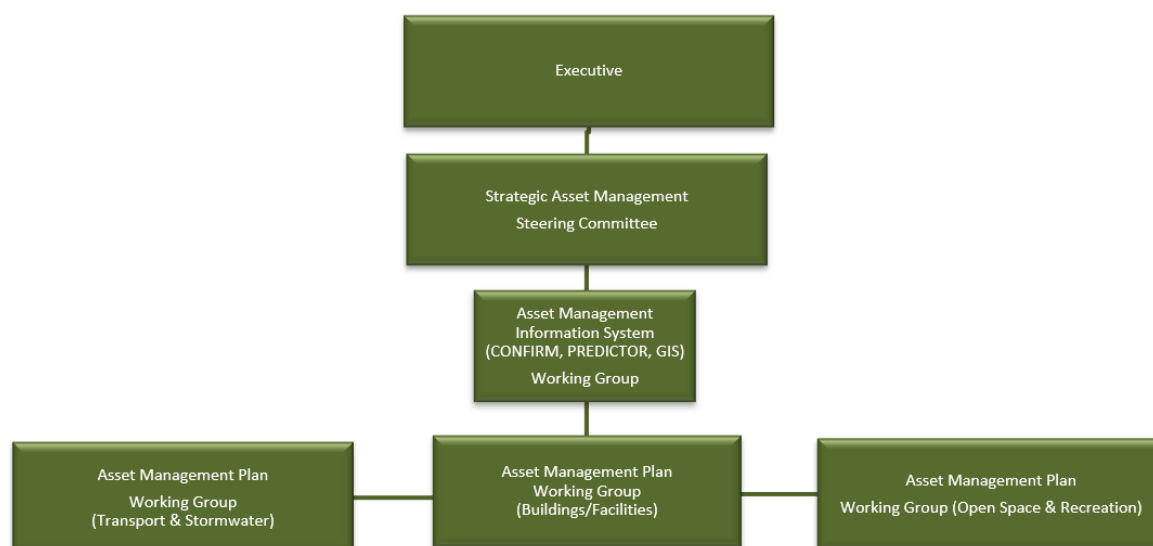 Executive
Strategic Asset Management
Steering Committee
Asset Management
Information System
(CONFIRM, PREDICTOR, GIS)
Working Group
Asset Management Plan
Working Group
(Transport & Stormwater)
Asset Management Plan
Working Group
(Buildings/Facilities)
Asset Management Plan
Working Group (Open Space & Recreation)